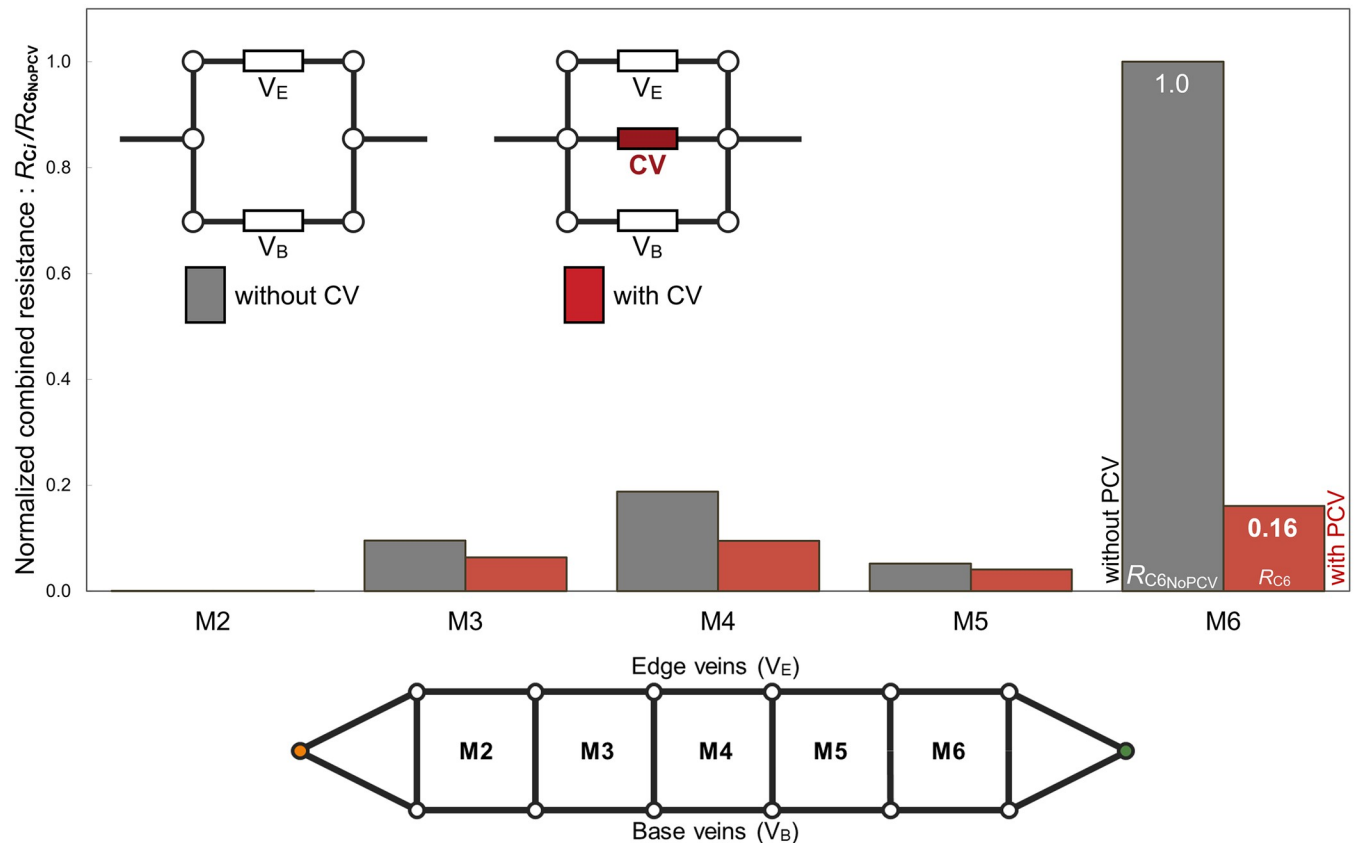 Normalized combined resistance : RCi/RC6NoPCV
1.0
0.8
0.6
0.4
0.2
0.0
VE
VB
without CV
VE
CV
VB
with CV
1.0
without PCV
RC6NoPCV
0.16
RC6
with PCV
M2 M3 M4 M5 M6
Edge veins (VE)
M2 M3 M4 M5 M6
Base veins (VB)